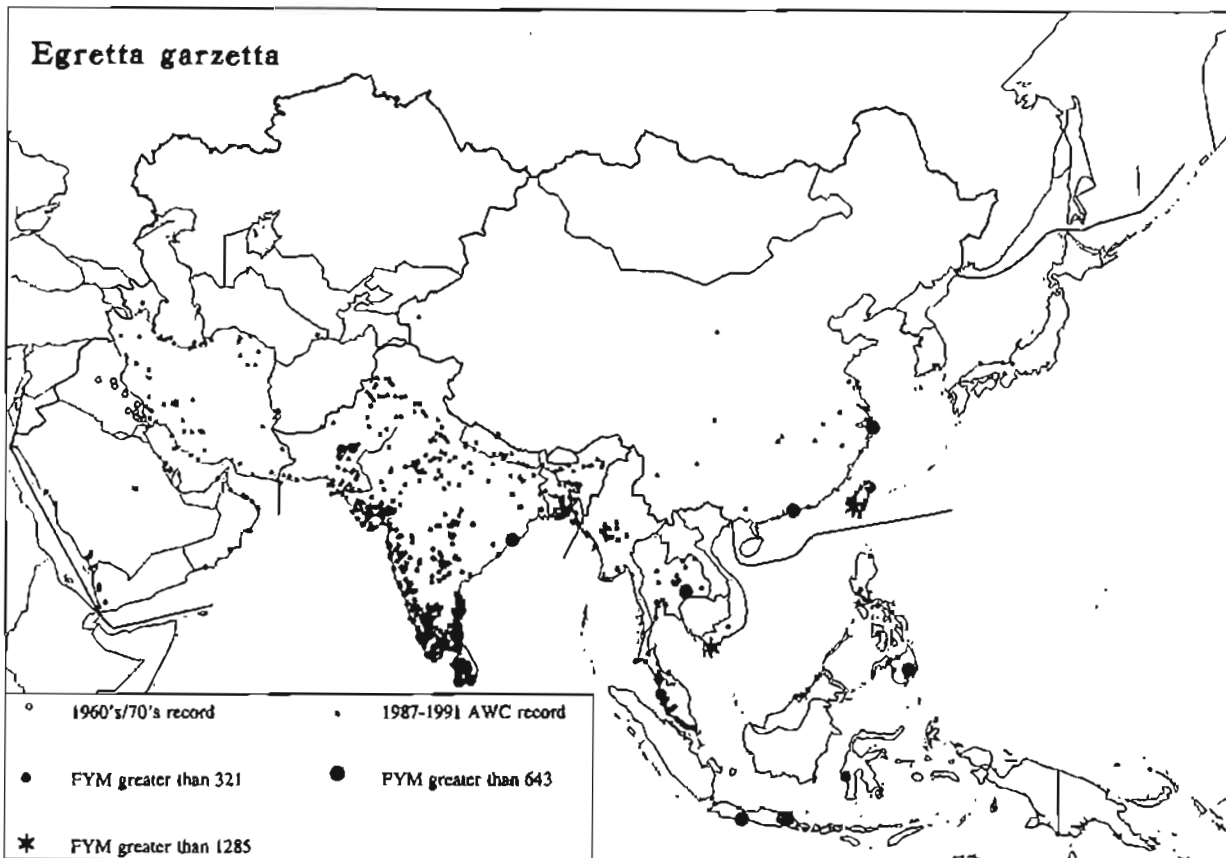 Egretta garzetta
1960's/70's record
1987-1991 AWC record
FYM greater than 321
FYM greater than 643
FYM greater than 1285